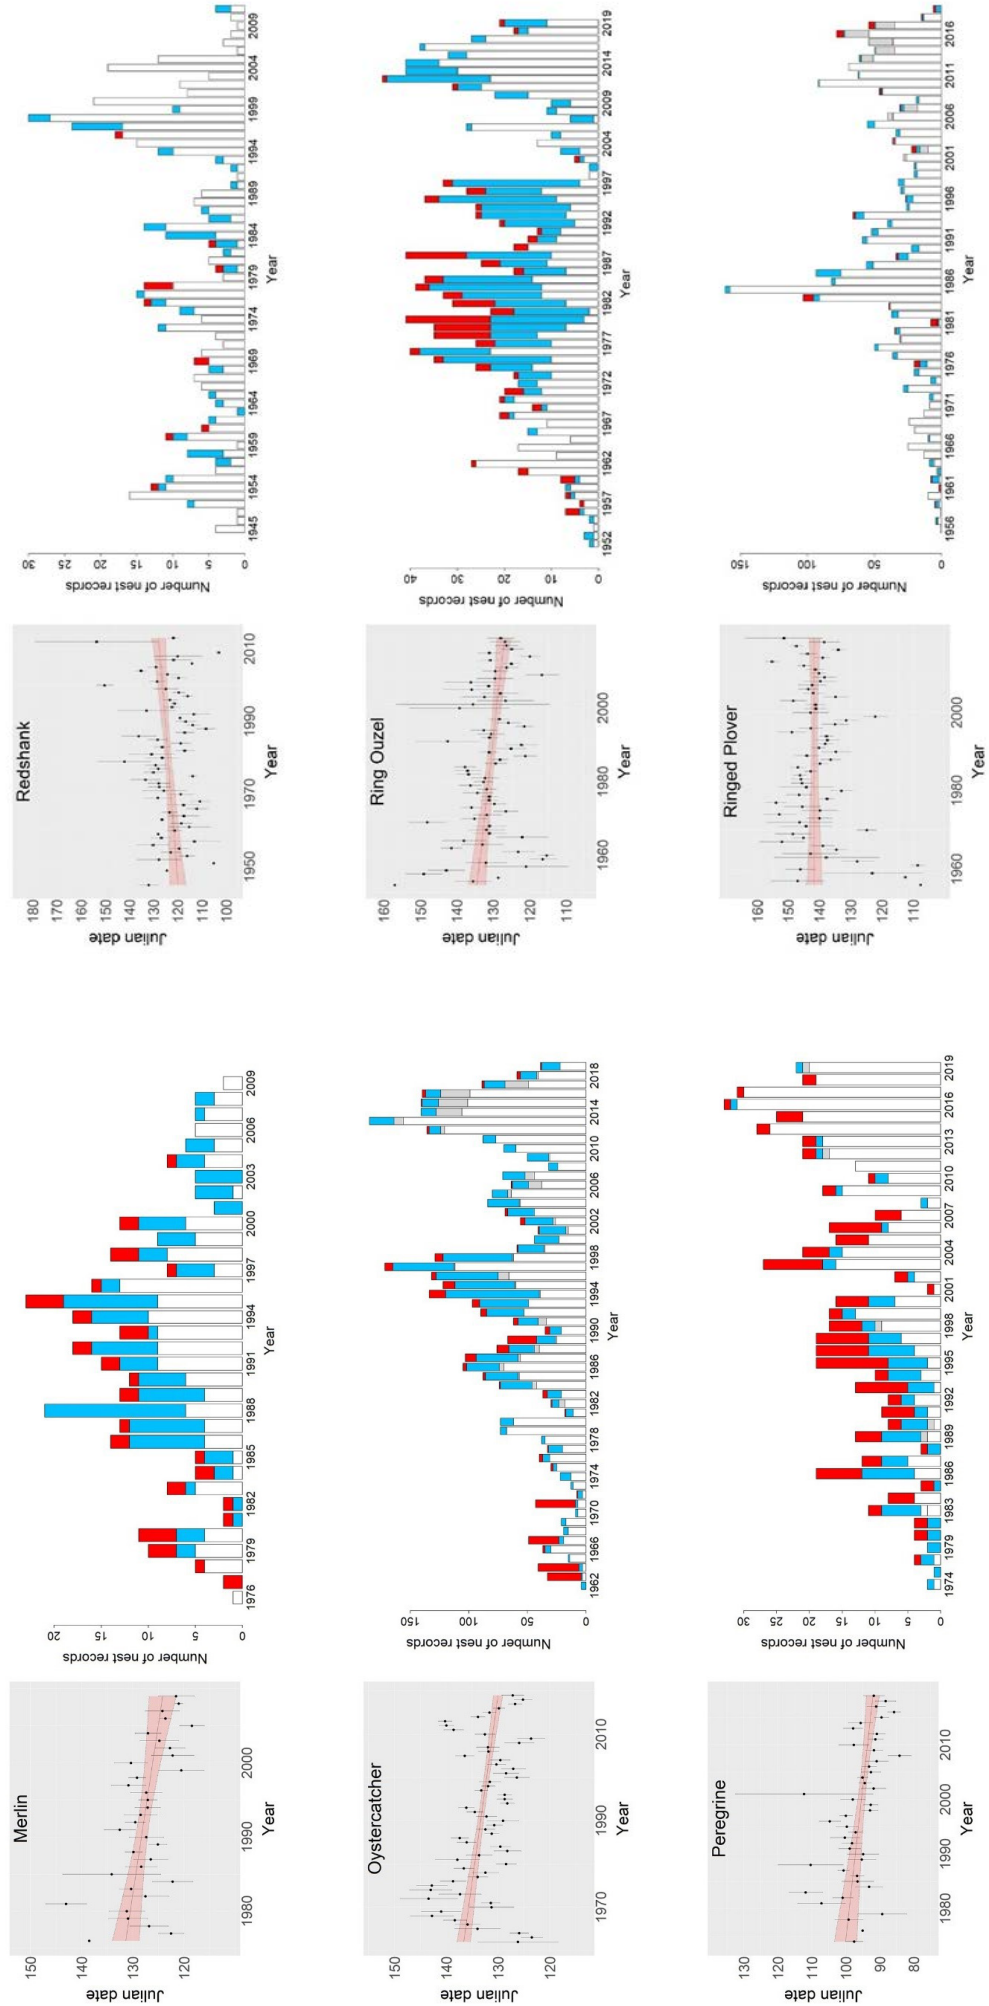 Merlin
Julian date
150
140
130
120
1980 1990 2000
Year
Number of nest records
20
15
10
5
0
1976 1979 1982 1985 1988 1991 1994 1997 2000 2003 2006 2009
Year
Redshank
Julian date
180
170
160
150
140
130
120
110
100
1950 1970 1990 2010
Year
Number of nest records
30
25
20
15
10
5
0
1945 1954 1959 1964 1969 1974 1979 1984 1989 1994 1999 2004 2009
Year
Oystercatcher
Julian date
150
140
130
120
1970 1990 2010
Year
Number of nest records
150
100
50
0
1962 1966 1970 1974 1978 1982 1986 1990 1994 1998 2002 2006 2010 2014 2018
Year
Ring Ouzel
Julian date
160
150
140
130
120
110
1960 1980 2000
Year
Number of nest records
40
30
20
10
0
1952 1957 1962 1967 1972 1977 1982 1987 1992 1997 2004 2009 2014 2019
Year
Peregrine
Julian date
130
120
110
100
90
80
1980 1990 2000 2010
Year
Number of nest records
30
25
20
15
10
5
0
1974 1979 1983 1986 1989 1992 1995 1998 2001 2004 2007 2010 2013 2016 2019
Year
Ringed Plover
Julian date
160
150
140
130
120
110
1960 1980 2000
Year
Number of nest records
150
100
50
0
1956 1961 1966 1971 1976 1981 1986 1991 1996 2001 2006 2011 2016
Year